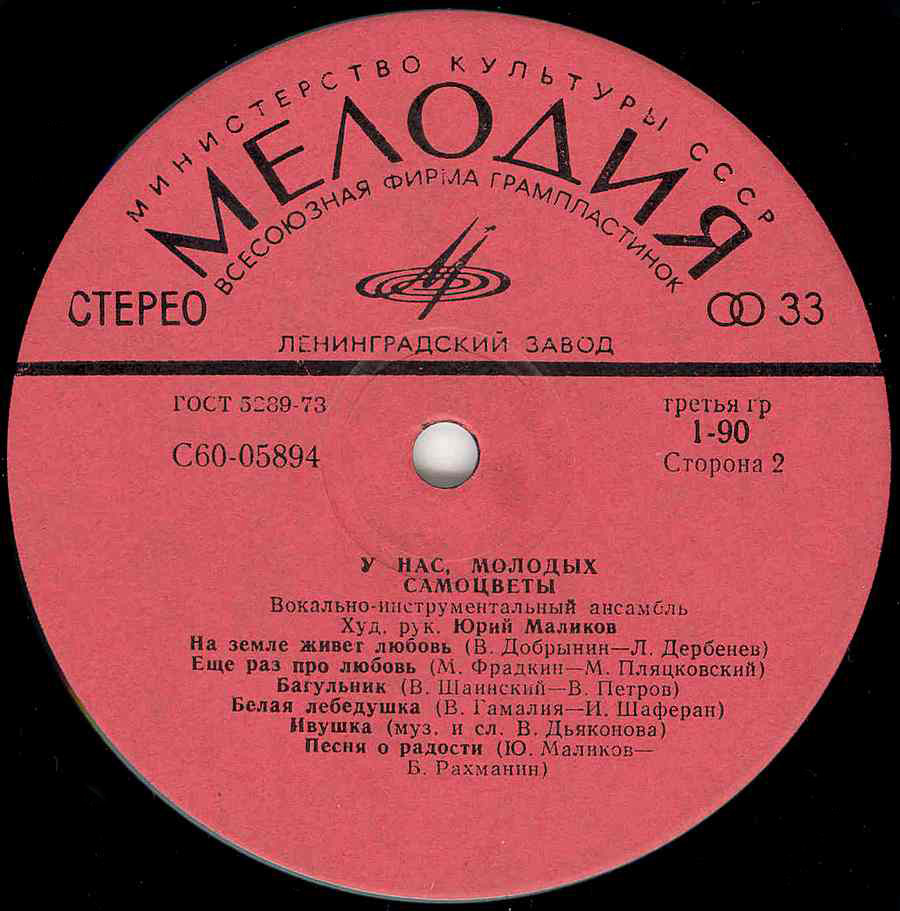 МИНИСТЕРСТВО КУЛЬТУРЫ СССР
МЕЛОДИЯ
ВСЕСОЮЗНАЯ ФИРМА ГРАМПЛАСТИНОК
СТЕРЕО
33
ЛЕНИНГРАДСКИЙ ЗАВОД
ГОСТ 5289-73
третья гр
1-90
С60-05894
Сторона 2
У НАС, МОЛОДЫХ
САМОЦВЕТЫ
Вокально-инструментальный ансамбль
Худ. рук. Юрий Маликов
На земле живет любовь (В. Добрынин—Л. Дербенев)
Еще раз про любовь (М. Фрадкин—М. Пляцковский)
Багульник (В. Шаинский—В. Петров)
Белая лебедушка (В. Гамалия—И. Шаферан)
Ивушка (муз. и сл. В. Дьяконова)
Песня о радости (Ю. Маликов—
Б. Рахманин)